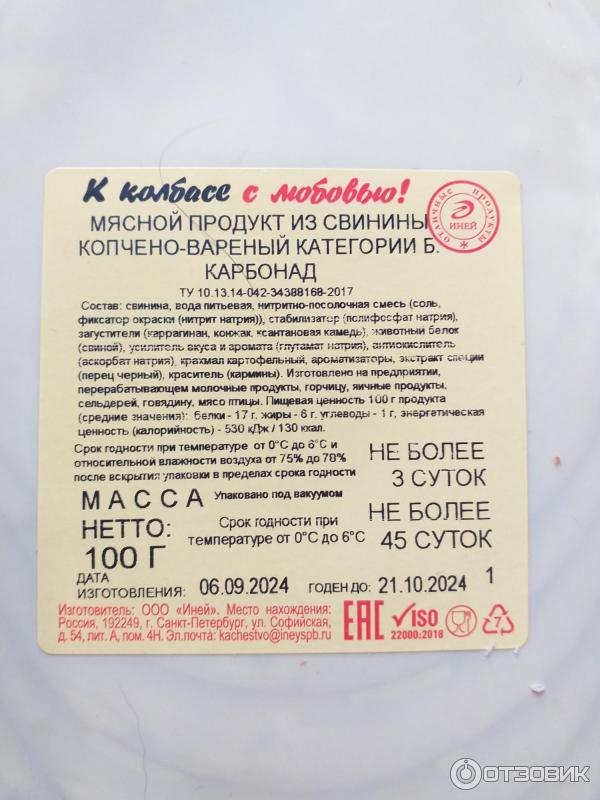 К колбасе с любовью!
ОТЛИЧНЫЕ ПРОДУКТЫ
ИНЕЙ
МЯСНОЙ ПРОДУКТ ИЗ СВИНИНЫ
КОПЧЕНО-ВАРЕНЫЙ КАТЕГОРИИ Б.
КАРБОНАД
ТУ 10.13.14-042-34388168-2017
Состав: свинина, вода питьевая, нитритно-посолочная смесь (соль,
фиксатор окраски (нитрит натрия)), стабилизатор (полифосфат натрия),
загустители (каррагинан, конжак, ксантановая камедь), животный белок
(свиной), усилитель вкуса и аромата (глутамат натрия), антиокислитель
(аскорбат натрия), крахмал картофельный, ароматизаторы, экстракт специи
(перец черный), краситель (кармины). Изготовлено на предприятии,
перерабатывающем молочные продукты, горчицу, яичные продукты,
сельдерей, говядину, мясо птицы. Пищевая ценность 100 г продукта
(средние значения): белки - 17 г, жиры - 6 г, углеводы - 1 г, энергетическая
ценность (калорийность) - 530 кДж / 130 ккал.
Срок годности при температуре от 0°С до 6°С и
относительной влажности воздуха от 75% до 78%
после вскрытия упаковки в пределах срока годности
НЕ БОЛЕЕ
3 СУТОК
МАССА
НЕТТО:
100 Г
Упаковано под вакуумом
Срок годности при
температуре от 0°С до 6°С
НЕ БОЛЕЕ
45 СУТОК
ДАТА
ИЗГОТОВЛЕНИЯ: 06.09.2024 ГОДЕН ДО: 21.10.2024 1
Изготовитель: ООО «Иней». Место нахождения:
Россия, 192249, г. Санкт-Петербург, ул. Софийская,
д. 54, лит. А, пом. 4Н. Эл.почта: kachestvo@ineyspb.ru
ЕАС
ISO
22000:2018
7
ОТЗОВИК